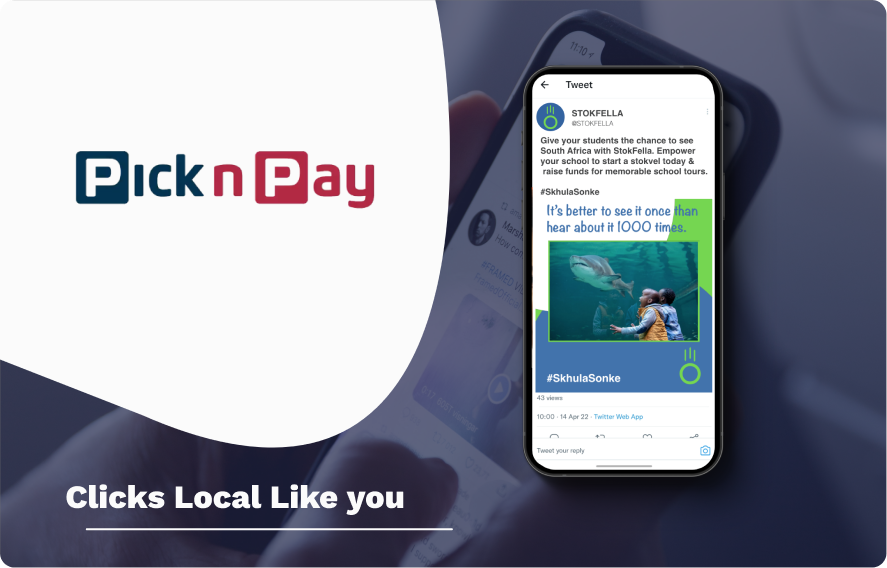 Pick n Pay
Clicks Local Like you
11:10
Tweet
STOKFELLA
@STOKFELLA
Give your students the chance to see
South Africa with StokFella. Empower
your school to start a stokvel today &
raise funds for memorable school tours.
#SkhulaSonke
It's better to see it once than
hear about it 1000 times.
#SkhulaSonke
43 views
10:00 · 14 Apr 22 · Twitter Web App
Tweet your reply